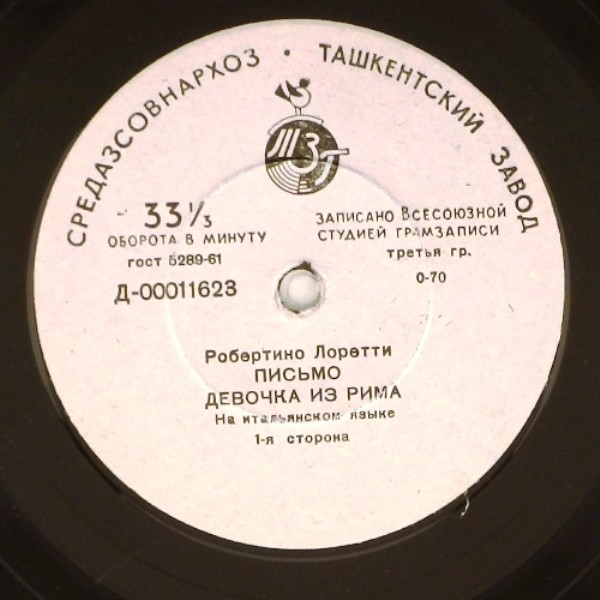 СРЕДАЗСОВНАРХОЗ • ТАШКЕНТСКИЙ ЗАВОД
ТЗГ
33⅓
ОБОРОТА В МИНУТУ
ГОСТ 5289-61
Д-00011623
ЗАПИСАНО ВСЕСОЮЗНОЙ
СТУДИЕЙ ГРАМЗАПИСИ
третья гр.
0-70
Робертино Лоретти
ПИСЬМО
ДЕВОЧКА ИЗ РИМА
На итальянском языке
1-я сторона